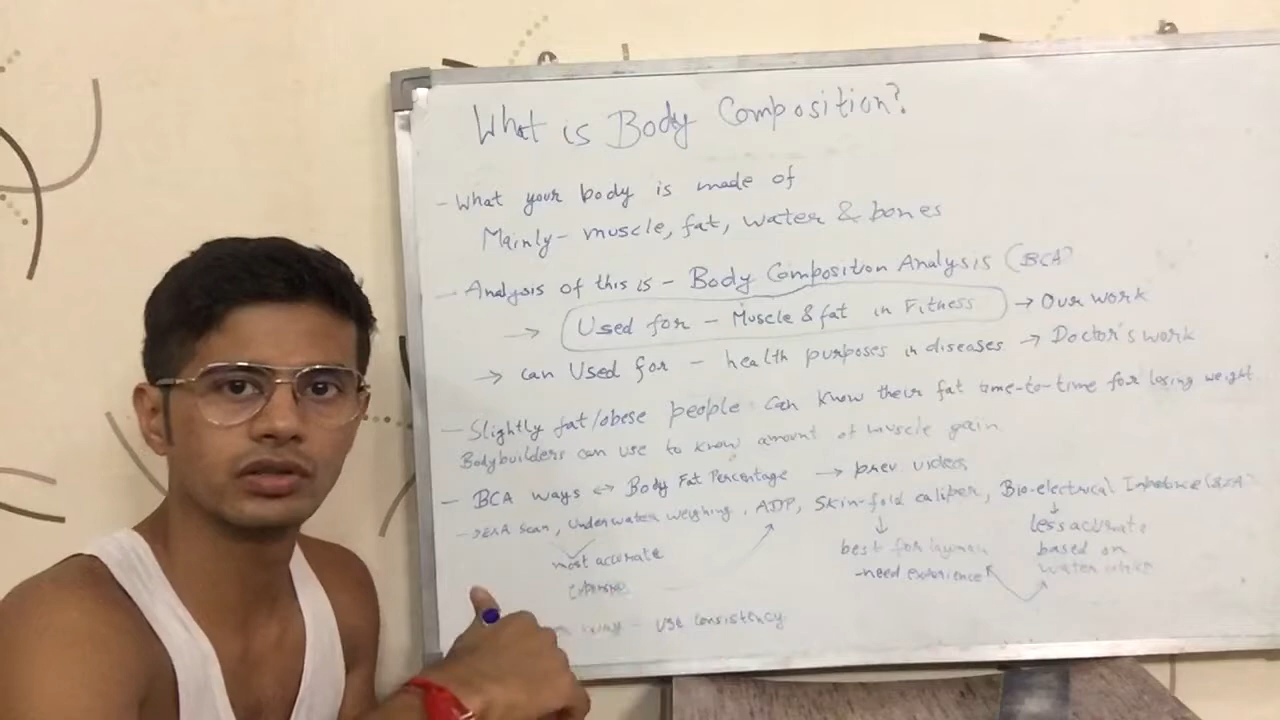 What is Body Composition?
- What your body is made of
Mainly - muscle, fat, water & bones
- Analysis of this is - Body Composition Analysis (BCA)
→ Used for - Muscle & fat in Fitness → Our work
→ can Used for - health purposes in diseases → Doctor's work
- Slightly fat/obese people can know their fat time-to-time for losing weight
Bodybuilders can use to know amount of muscle gain
- BCA ways ↔ Body Fat Percentage → prev. videos
- DEXA Scan, Underwater weighing, ADP, Skin-fold caliper, Bio-electrical
most accurate
best for layman
-need experience
less accurate
based on
water
- use consistency